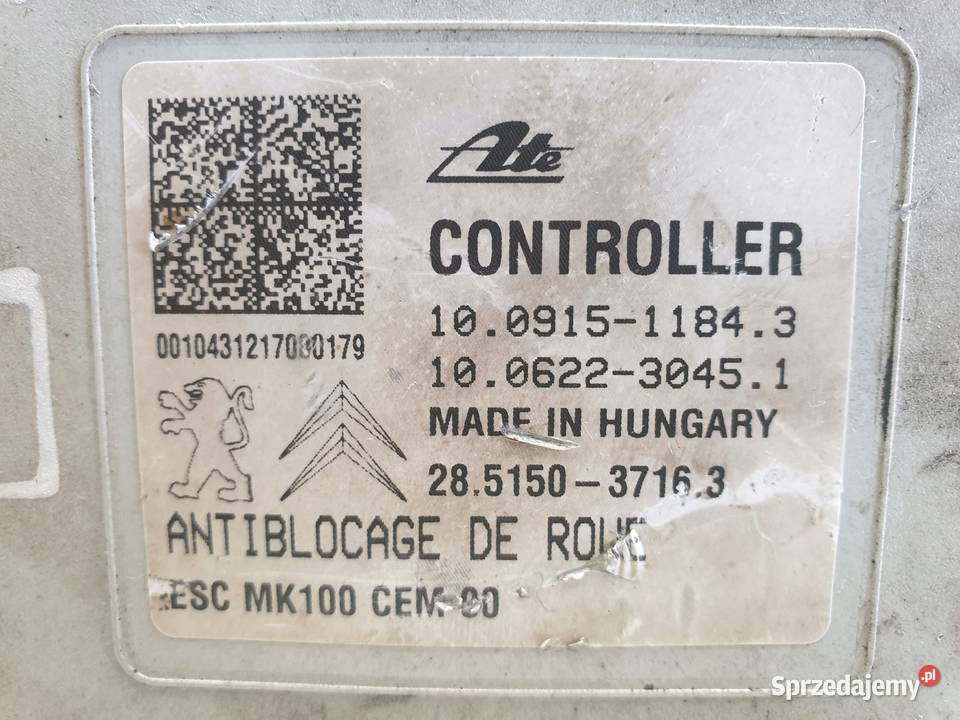 Ate
CONTROLLER
10.0915-1184.3
10.0622-3045.1
0010431217080179
MADE IN HUNGARY
28.5150-3716.3
ANTIBLOCAGE DE ROUE
ESC MK100 CEM 00
Sprzedajemy.pl